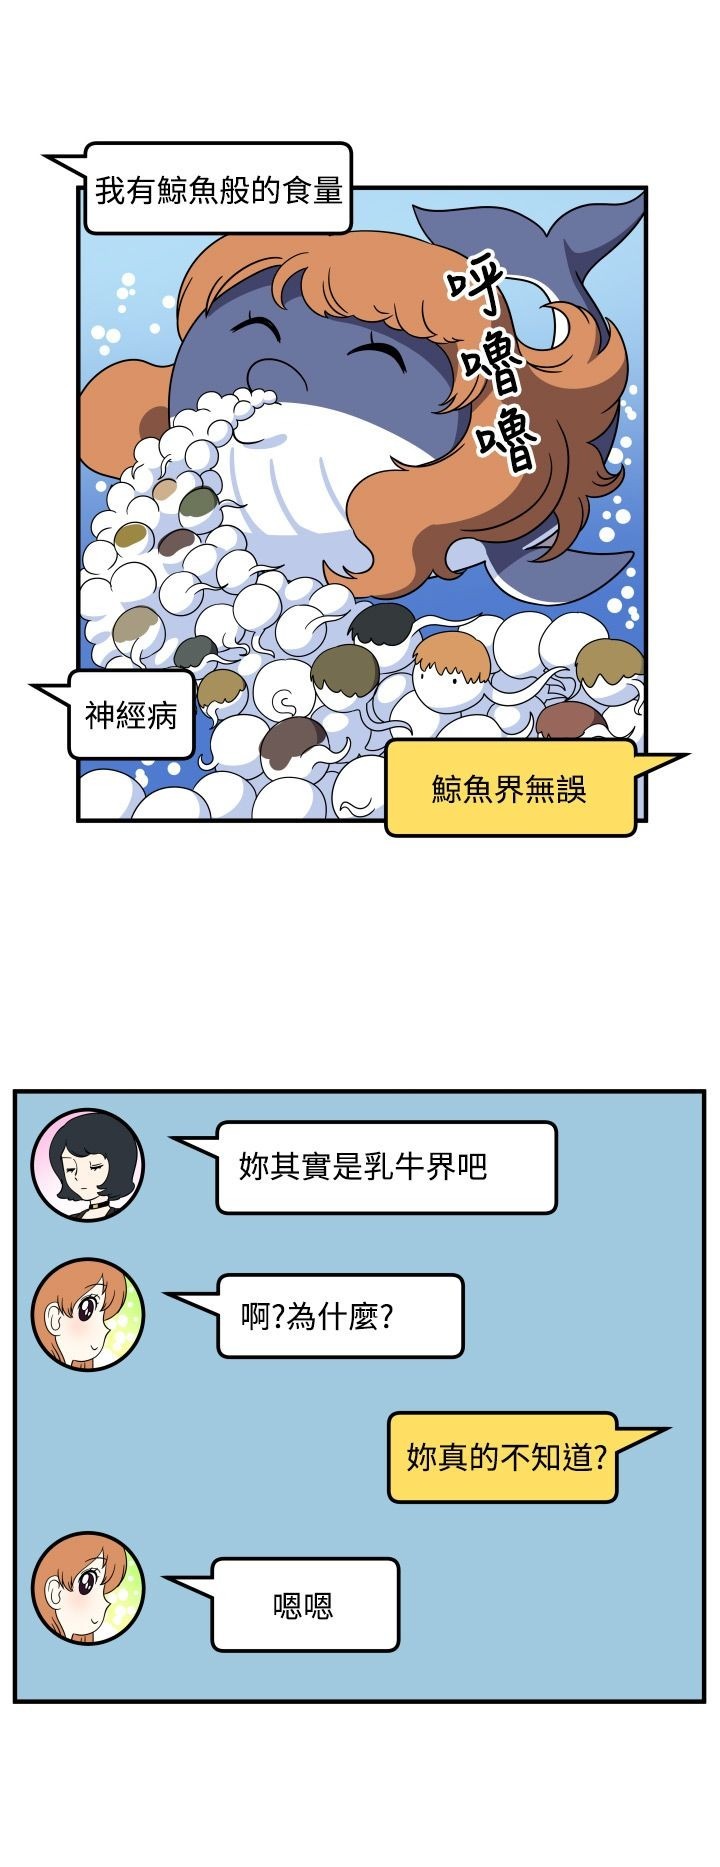 我有鯨魚般的食量
呼嚕嚕
神經病
鯨魚界無誤
妳其實是乳牛界吧
啊?為什麼?
妳真的不知道?
嗯嗯